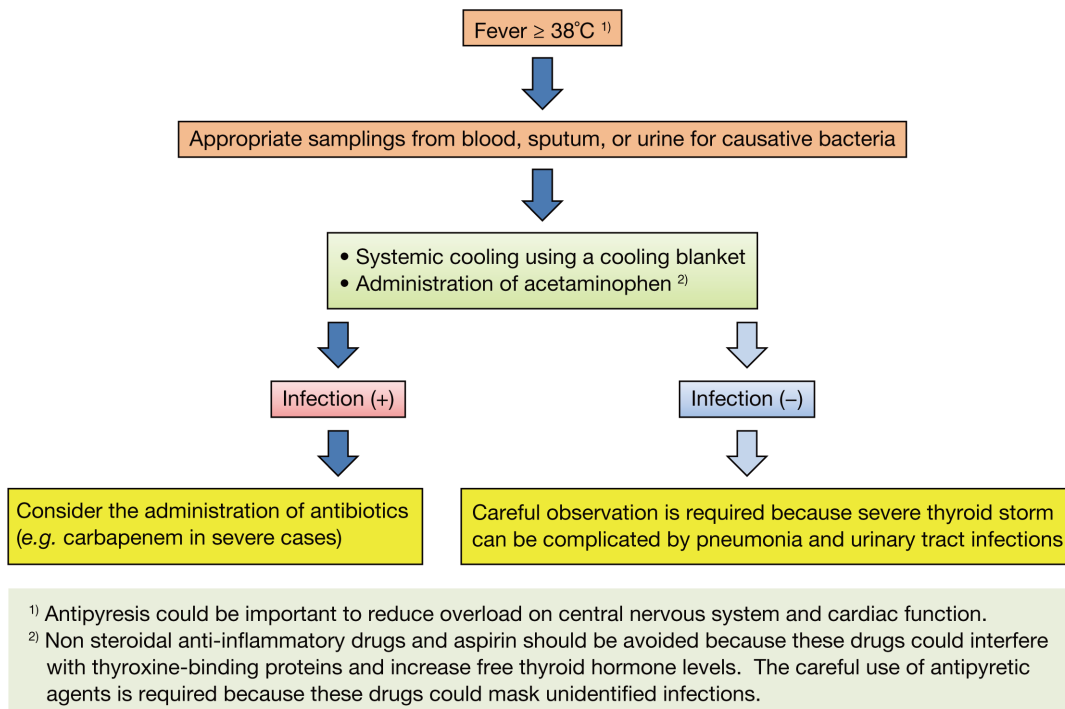 Fever ≥ 38°C 1)
Appropriate samplings from blood, sputum, or urine for causative bacteria
• Systemic cooling using a cooling blanket
• Administration of acetaminophen 2)
Infection (+)
Infection (–)
Consider the administration of antibiotics
(e.g. carbapenem in severe cases)
Careful observation is required because severe thyroid storm
can be complicated by pneumonia and urinary tract infections
1) Antipyresis could be important to reduce overload on central nervous system and cardiac function.
2) Non steroidal anti-inflammatory drugs and aspirin should be avoided because these drugs could interfere
with thyroxine-binding proteins and increase free thyroid hormone levels.  The careful use of antipyretic
agents is required because these drugs could mask unidentified infections.